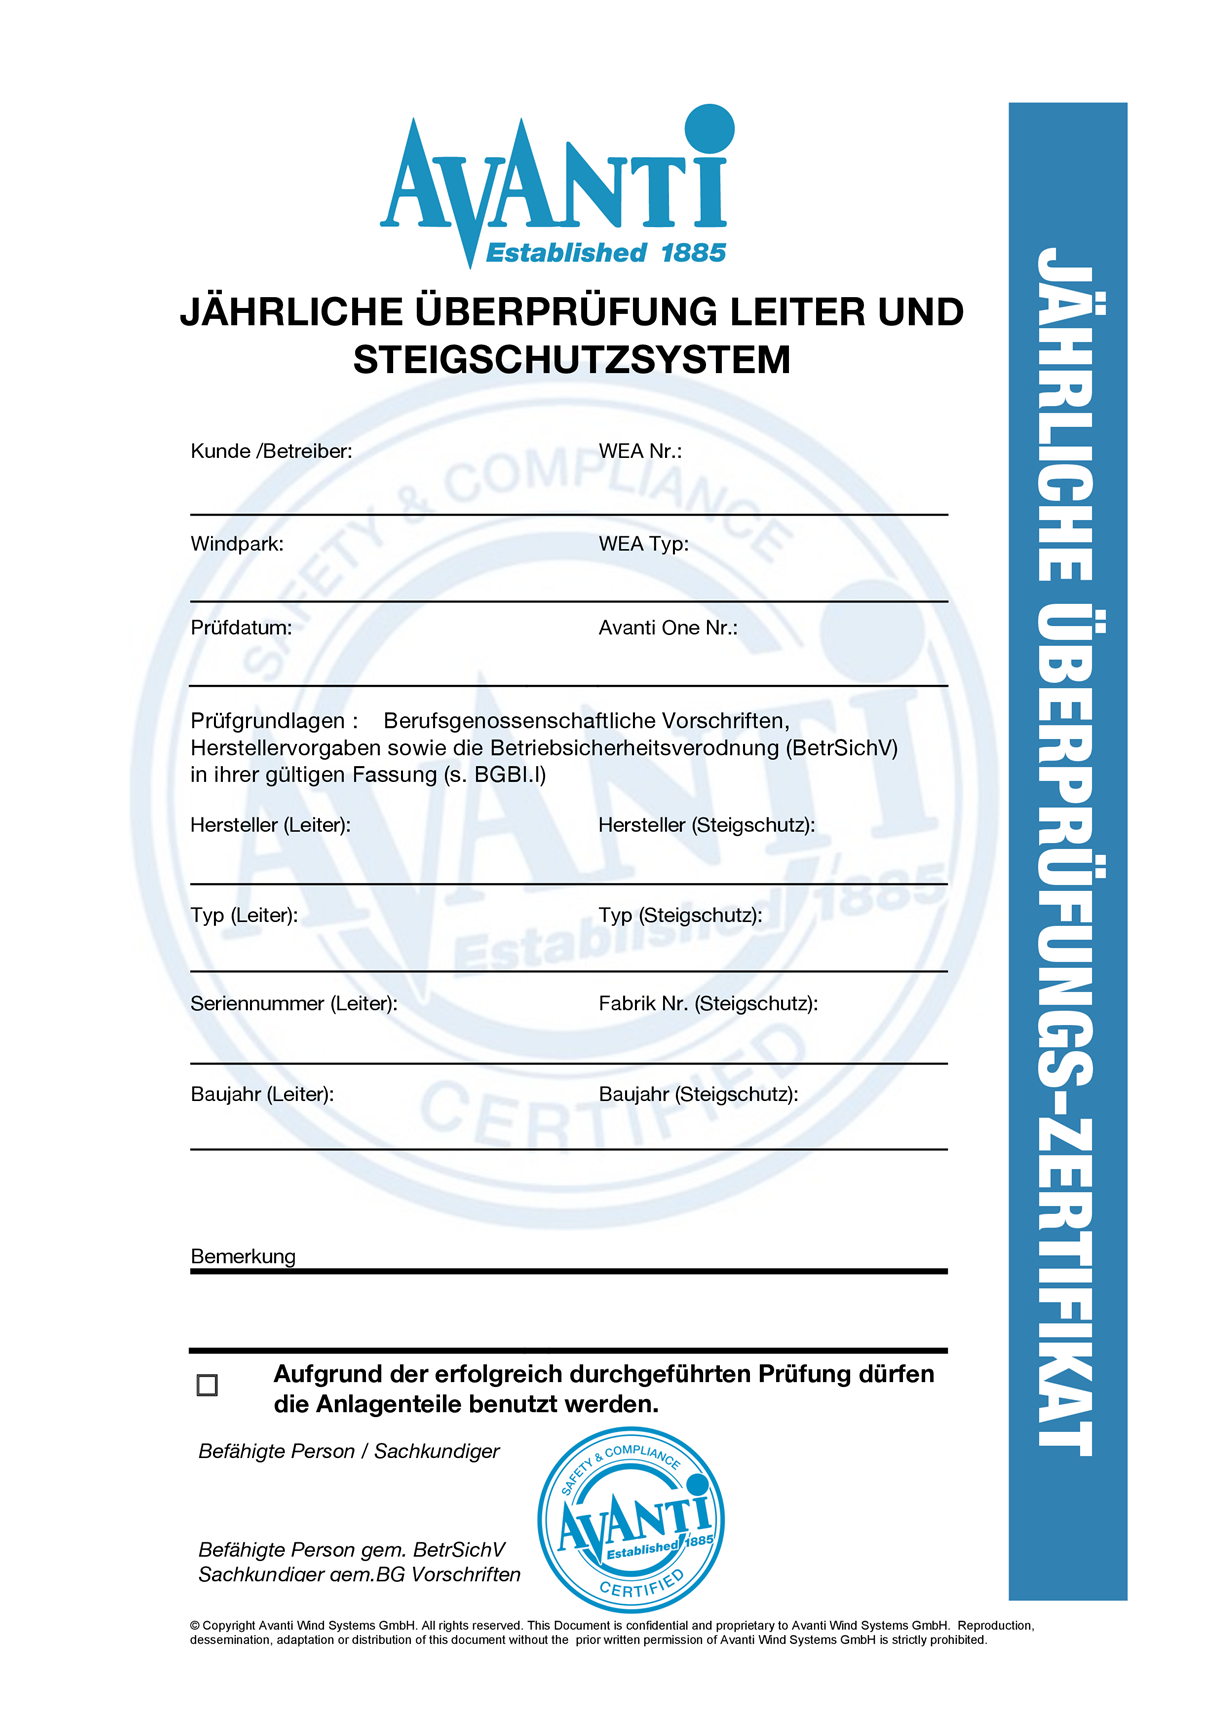 AVANTI
Established 1885
JÄHRLICHE ÜBERPRÜFUNG LEITER UND
STEIGSCHUTZSYSTEM
JÄHRLICHE ÜBERPRÜFUNGS-ZERTIFIKAT
SAFETY & COMPLIANCE
AVANTI
Established 1885
CERTIFIED
Kunde /Betreiber: WEA Nr.:
Windpark: WEA Typ:
Prüfdatum: Avanti One Nr.:
Prüfgrundlagen : Berufsgenossenschaftliche Vorschriften,
Herstellervorgaben sowie die Betriebsicherheitsverodnung (BetrSichV)
in ihrer gültigen Fassung (s. BGBI.I)
Hersteller (Leiter): Hersteller (Steigschutz):
Typ (Leiter): Typ (Steigschutz):
Seriennummer (Leiter): Fabrik Nr. (Steigschutz):
Baujahr (Leiter): Baujahr (Steigschutz):
Bemerkung
Aufgrund der erfolgreich durchgeführten Prüfung dürfen
die Anlagenteile benutzt werden.
Befähigte Person / Sachkundiger
SAFETY & COMPLIANCE
AVANTI
Established 1885
CERTIFIED
Befähigte Person gem. BetrSichV
Sachkundiger gem.BG Vorschriften
© Copyright Avanti Wind Systems GmbH. All rights reserved. This Document is confidential and proprietary to Avanti Wind Systems GmbH. Reproduction,
dessemination, adaptation or distribution of this document without the prior written permission of Avanti Wind Systems GmbH is strictly prohibited.